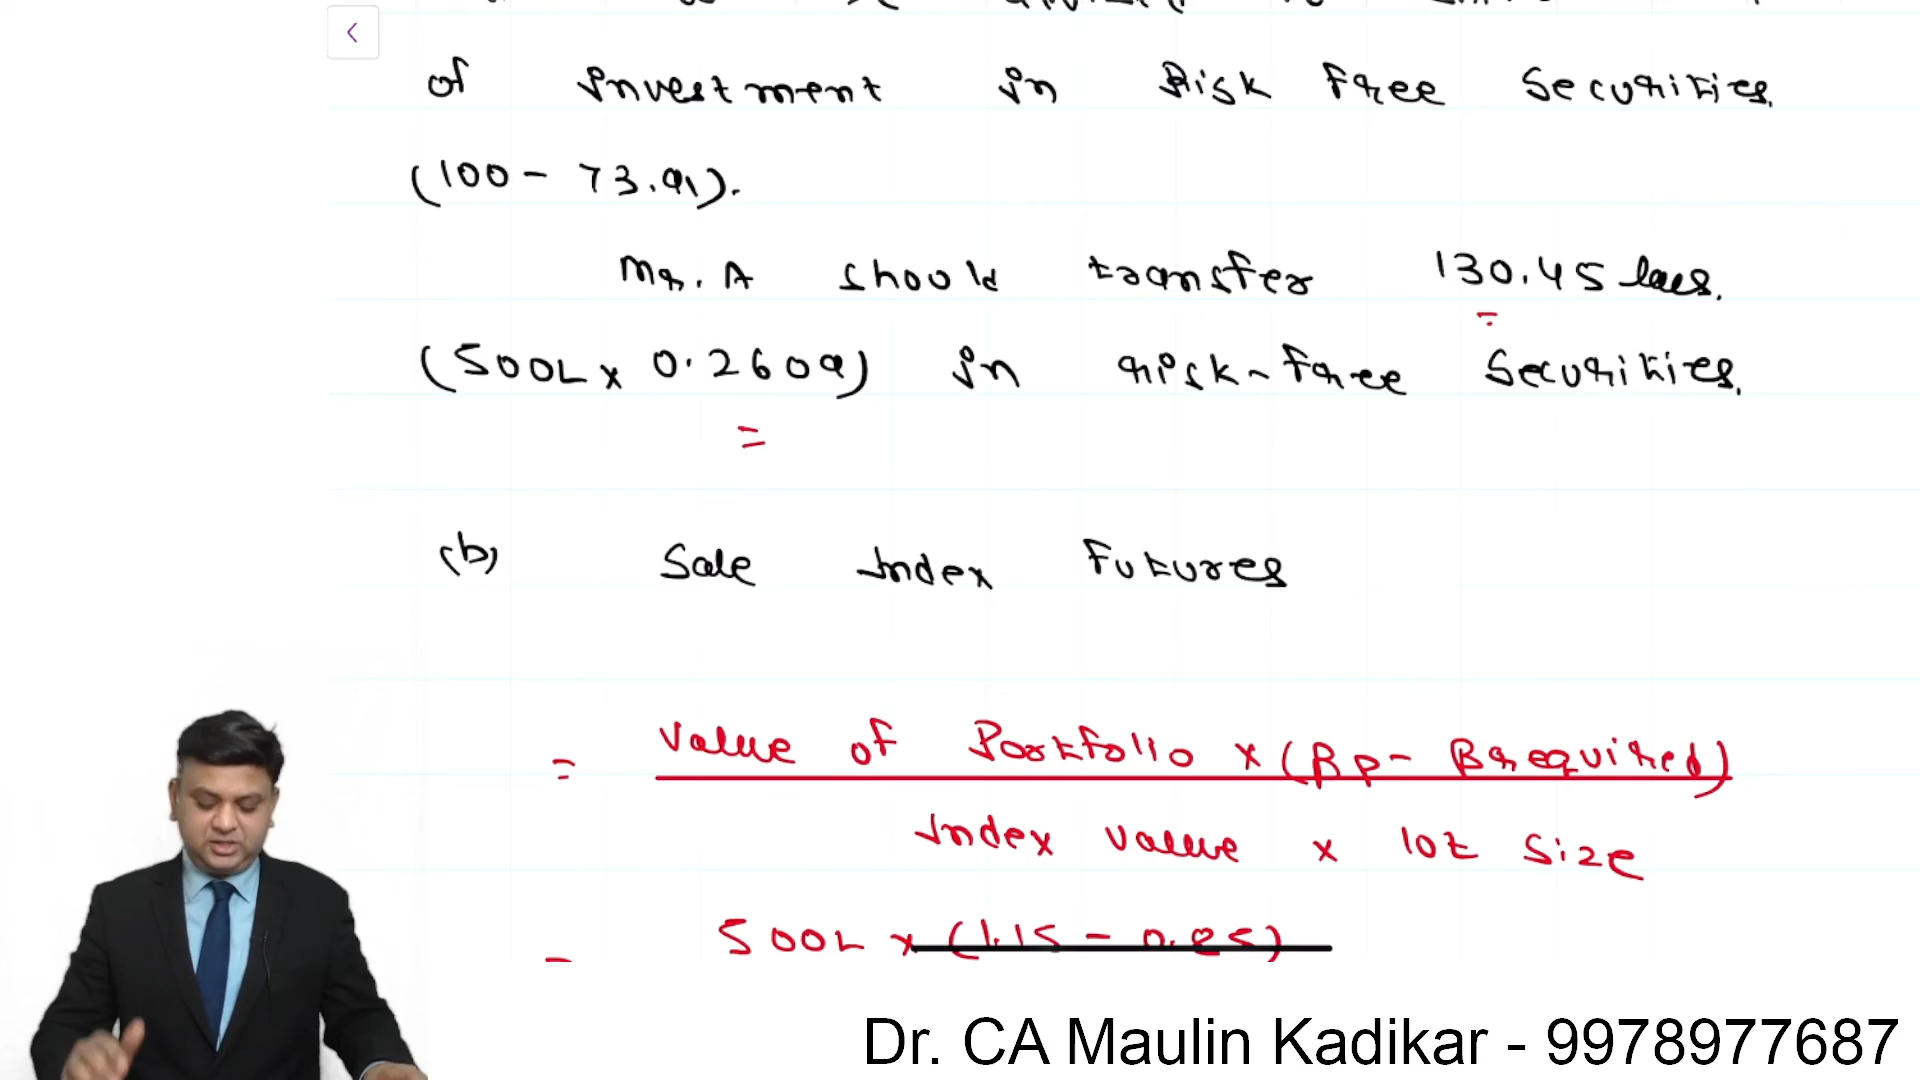 of investment in Risk free Securities.
(100 - 73.91).
Mr. A should transfer 130.45 lacs.
(500L x 0.2609) in risk-free Securities.
=
(b) Sale Index Futures
= Value of Portfolio x (βp - βrequired)
Index Value x lot Size
= 500L x (1.15 - 0.85)
Dr. CA Maulin Kadikar - 9978977687